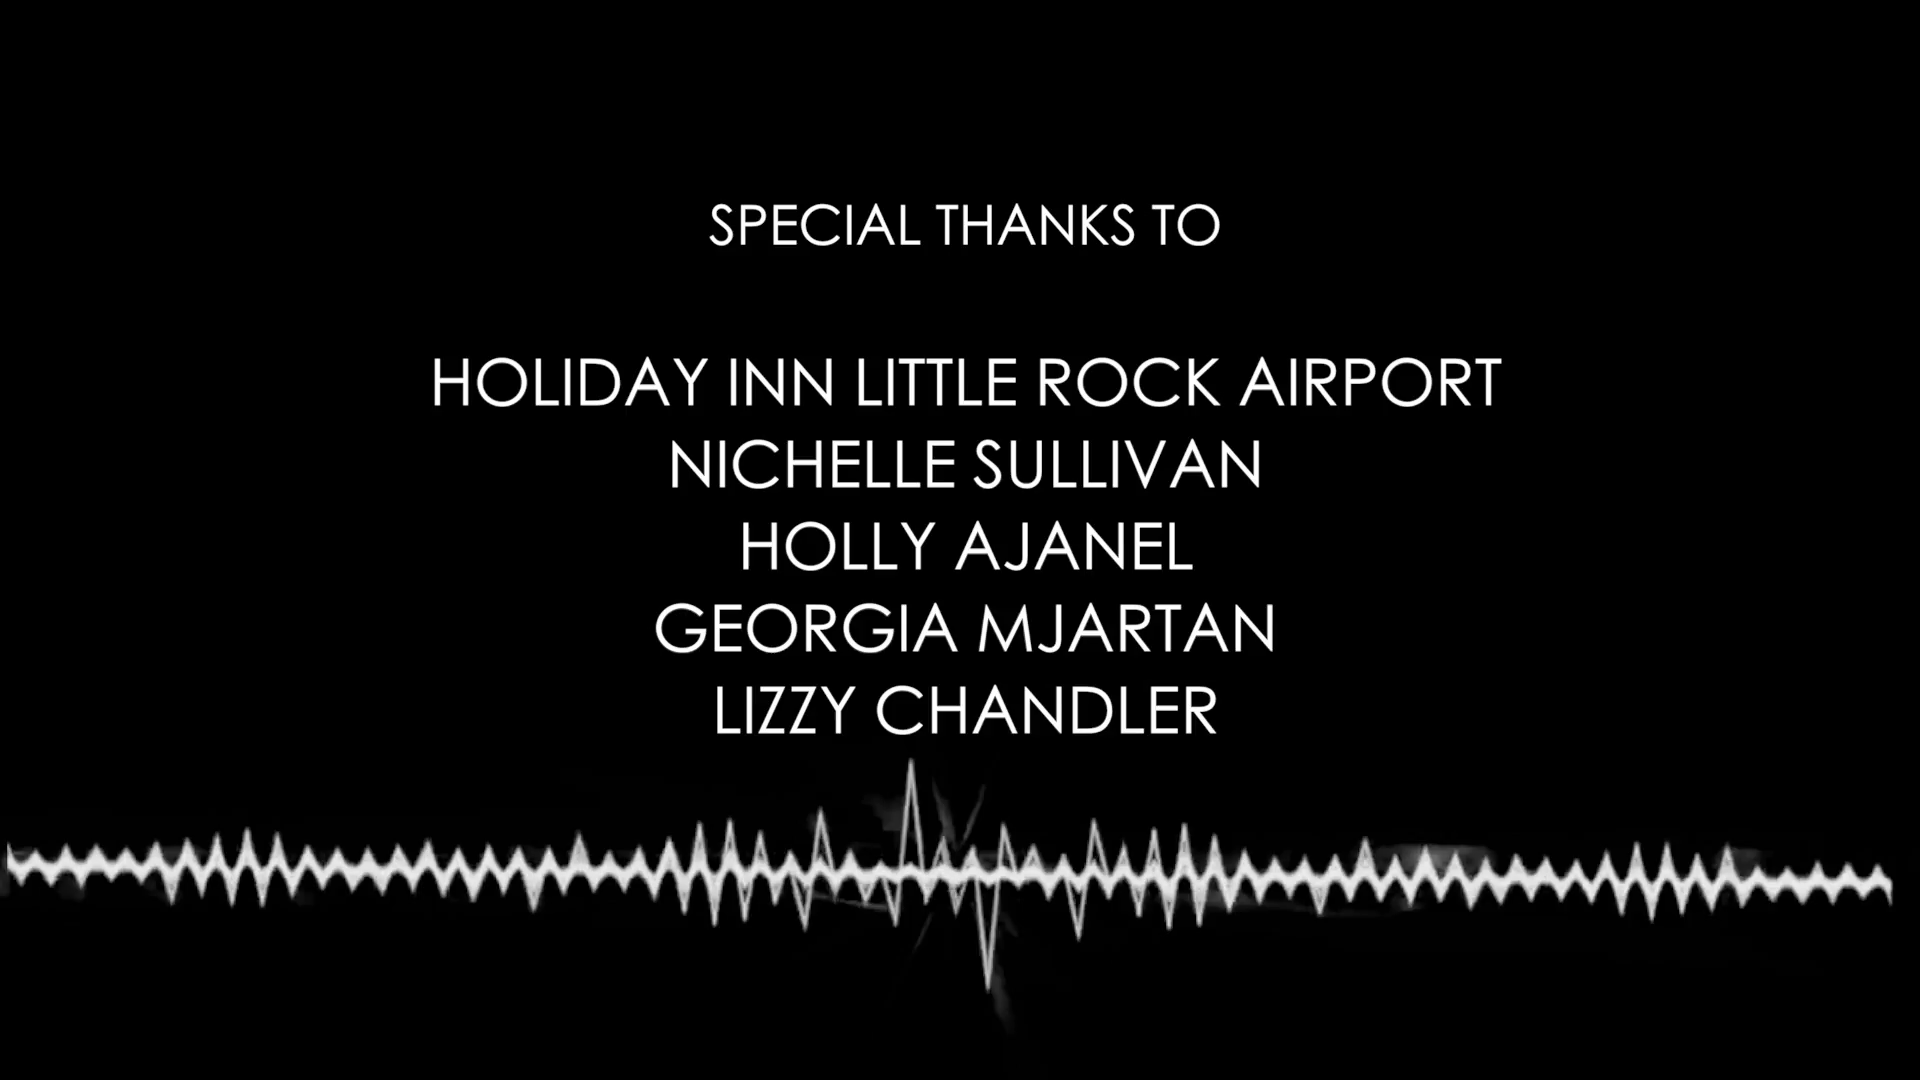 SPECIAL THANKS TO
HOLIDAY INN LITTLE ROCK AIRPORT
NICHELLE SULLIVAN
HOLLY AJANEL
GEORGIA MJARTAN
LIZZY CHANDLER